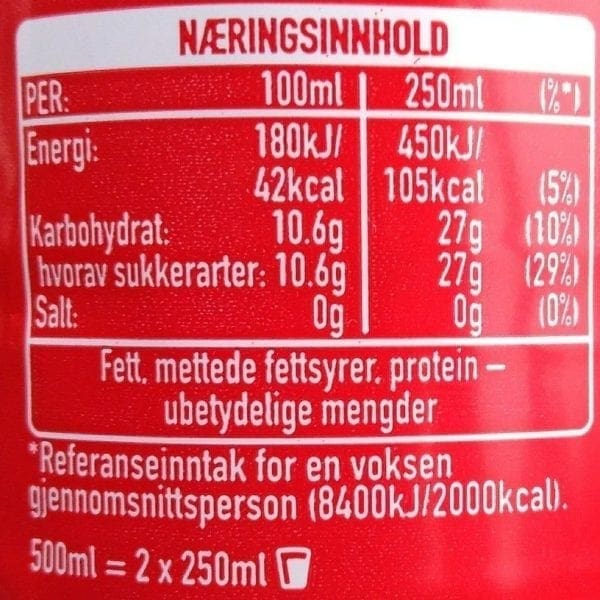 NÆRINGSINNHOLD
PER: 100ml 250ml (%*)
Energi: 180kJ/ 450kJ/
42kcal 105kcal (5%)
Karbohydrat: 10.6g 27g (10%)
hvorav sukkerarter: 10.6g 27g (29%)
Salt: 0g 0g (0%)
Fett, mettede fettsyrer, protein –
ubetydelige mengder
*Referanseinntak for en voksen
gjennomsnittsperson (8400kJ/2000kcal).
500ml = 2 x 250ml